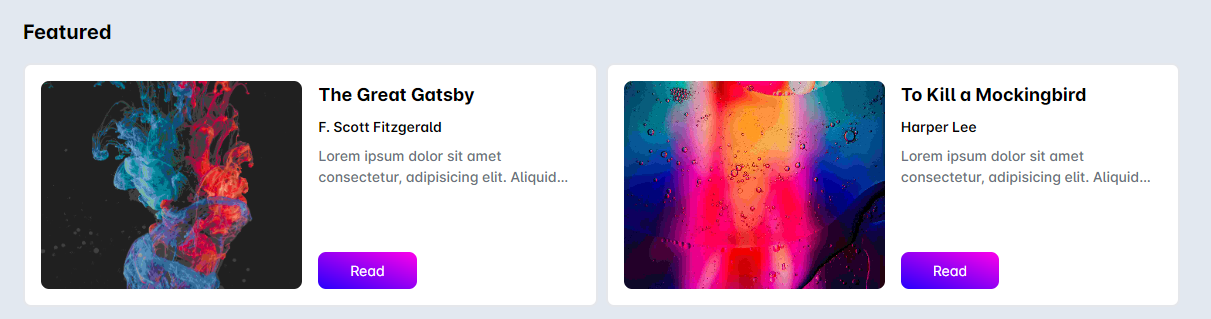 Featured
The Great Gatsby
F. Scott Fitzgerald
Lorem ipsum dolor sit amet
consectetur, adipisicing elit. Aliquid...
Read
To Kill a Mockingbird
Harper Lee
Lorem ipsum dolor sit amet
consectetur, adipisicing elit. Aliquid...
Read